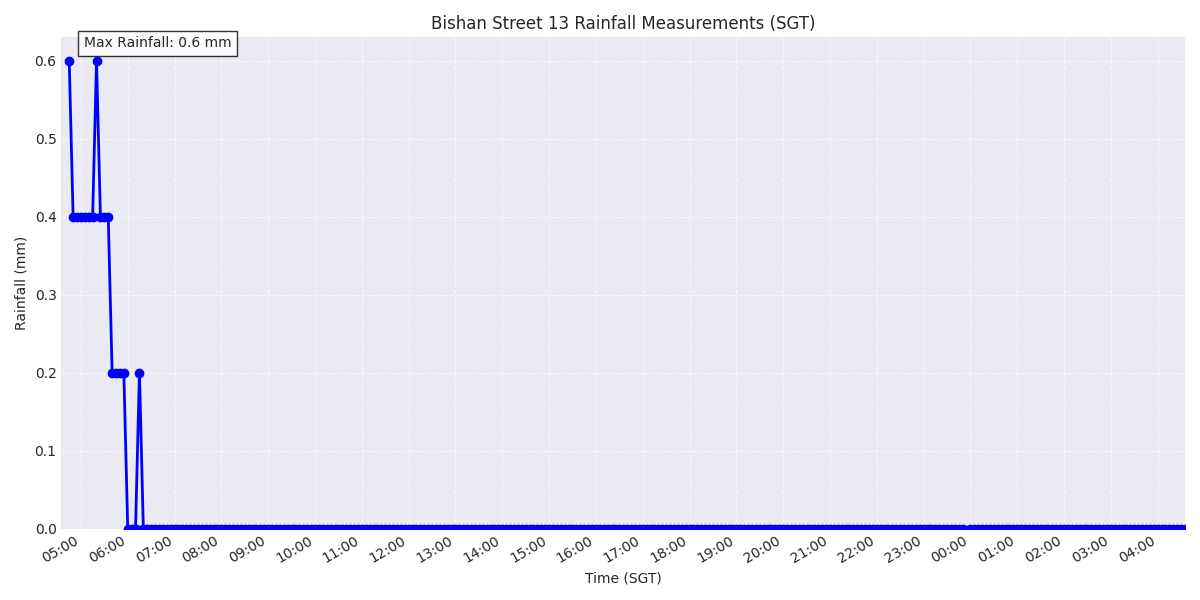 Bishan Street 13 Rainfall Measurements (SGT)
Max Rainfall: 0.6 mm
0.6
0.5
0.4
0.3
0.2
0.1
0.0
Rainfall (mm)
05:00 06:00 07:00 08:00 09:00 10:00 11:00 12:00 13:00 14:00 15:00 16:00 17:00 18:00 19:00 20:00 21:00 22:00 23:00 00:00 01:00 02:00 03:00 04:00
Time (SGT)